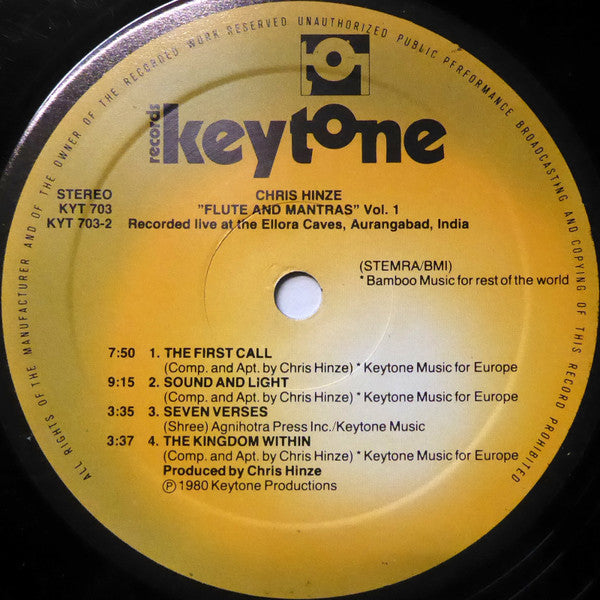 ALL RIGHTS OF THE MANUFACTURER AND OF THE OWNER OF THE RECORDED WORK RESERVED UNAUTHORIZED PUBLIC PERFORMANCE BROADCASTING AND COPYING OF THIS RECORD PROHIBITED
records
keytone
STEREO
KYT 703
KYT 703-2
CHRIS HINZE
"FLUTE AND MANTRAS" Vol. 1
Recorded live at the Ellora Caves, Aurangabad, India
(STEMRA/BMI)
* Bamboo Music for rest of the world
7:50 1. THE FIRST CALL
(Comp. and Apt. by Chris Hinze) * Keytone Music for Europe
9:15 2. SOUND AND LiGHT
(Comp. and Apt. by Chris Hinze) * Keytone Music for Europe
3:35 3. SEVEN VERSES
(Shree) Agnihotra Press Inc./Keytone Music
3:37 4. THE KINGDOM WITHIN
(Comp. and Apt. by Chris Hinze) * Keytone Music for Europe
Produced by Chris Hinze
Ⓟ 1980 Keytone Productions